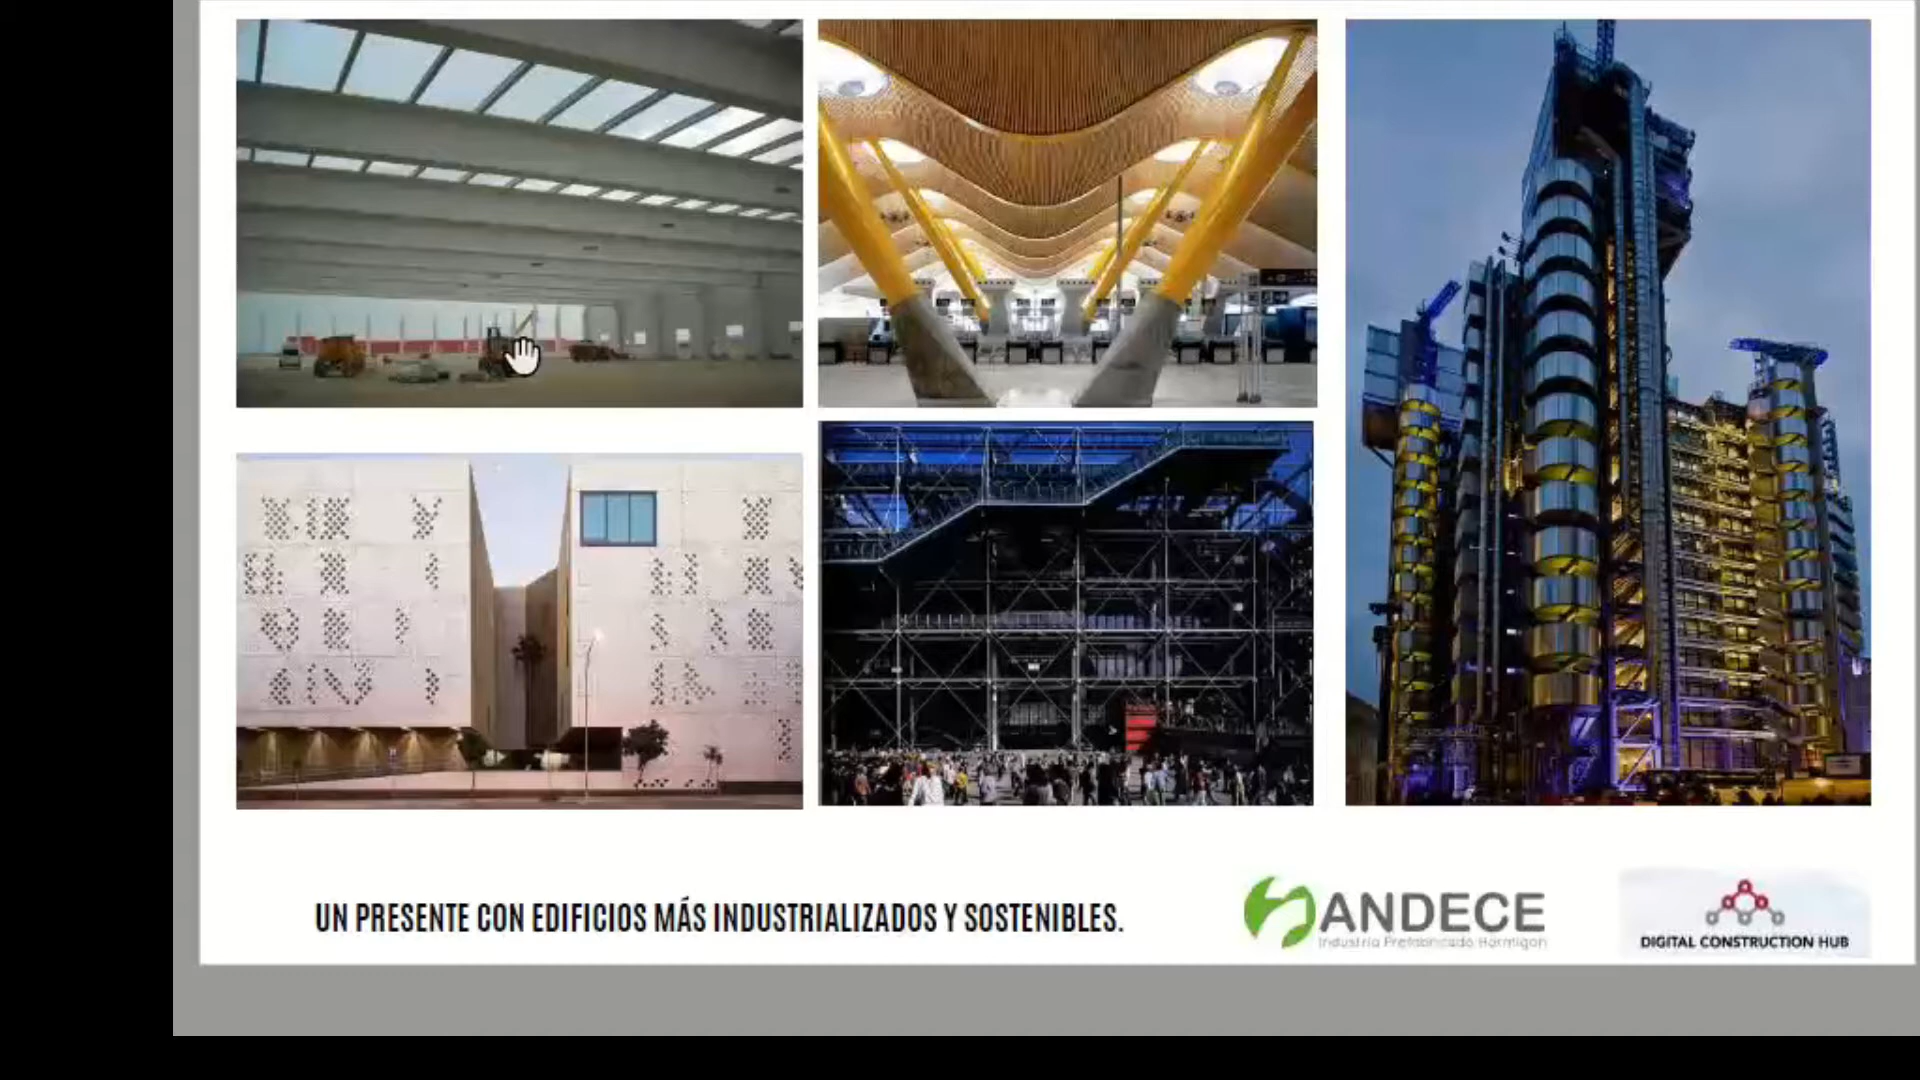 UN PRESENTE CON EDIFICIOS MÁS INDUSTRIALIZADOS Y SOSTENIBLES.
ANDECE
Industria Prefabricado Hormigón
DIGITAL CONSTRUCTION HUB